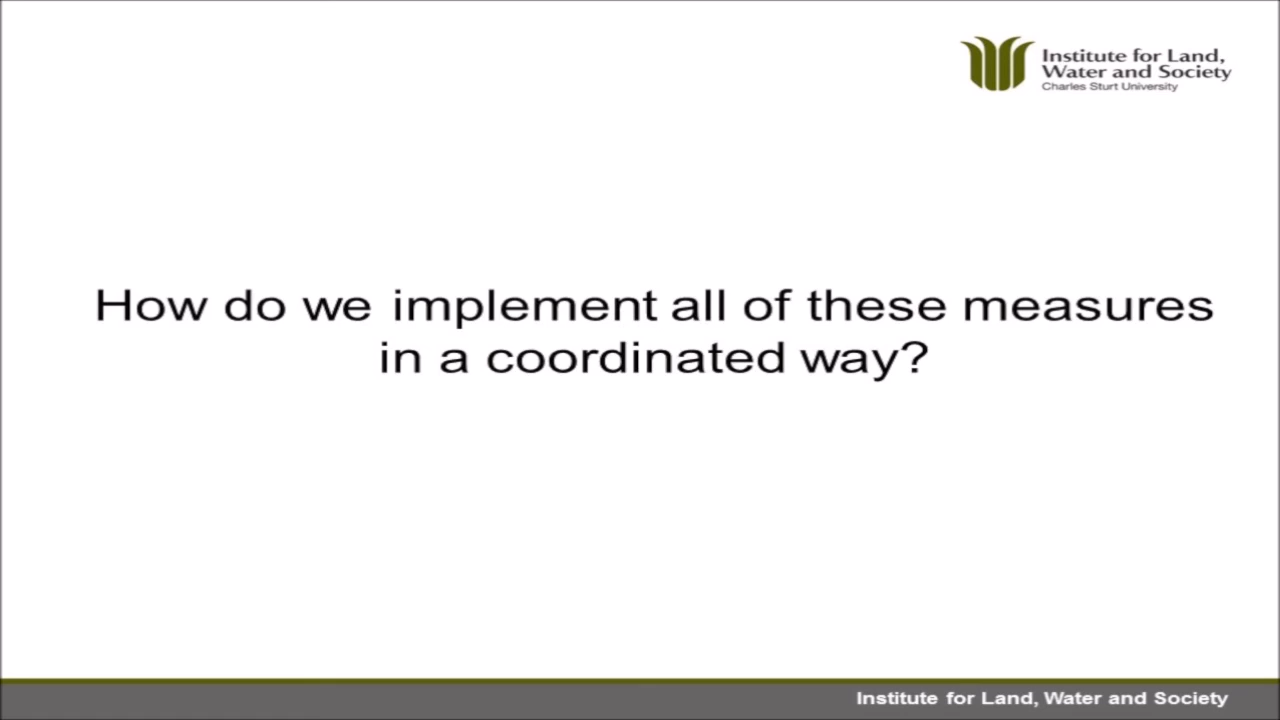 Institute for Land,
Water and Society
Charles Sturt University
How do we implement all of these measures
in a coordinated way?
Institute for Land, Water and Society